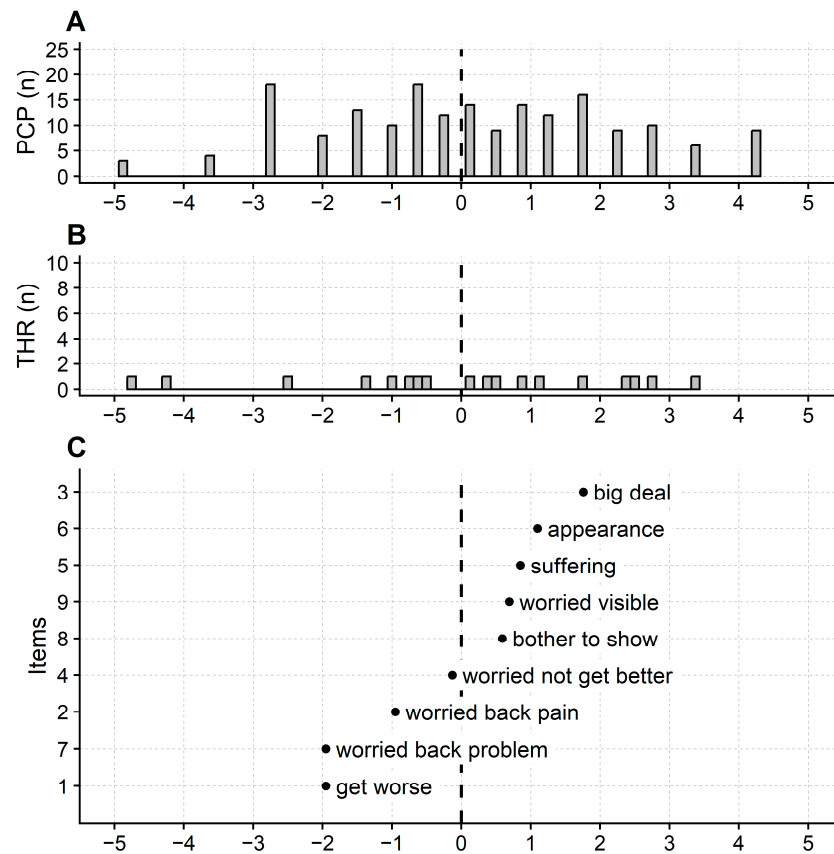 A
PCP (n)
25
20
15
10
5
0
−5 −4 −3 −2 −1 0 1 2 3 4 5
B
THR (n)
10
8
6
4
2
0
−5 −4 −3 −2 −1 0 1 2 3 4 5
C
Items
3 big deal
6 appearance
5 suffering
9 worried visible
8 bother to show
4 worried not get better
2 worried back pain
7 worried back problem
1 get worse
−5 −4 −3 −2 −1 0 1 2 3 4 5